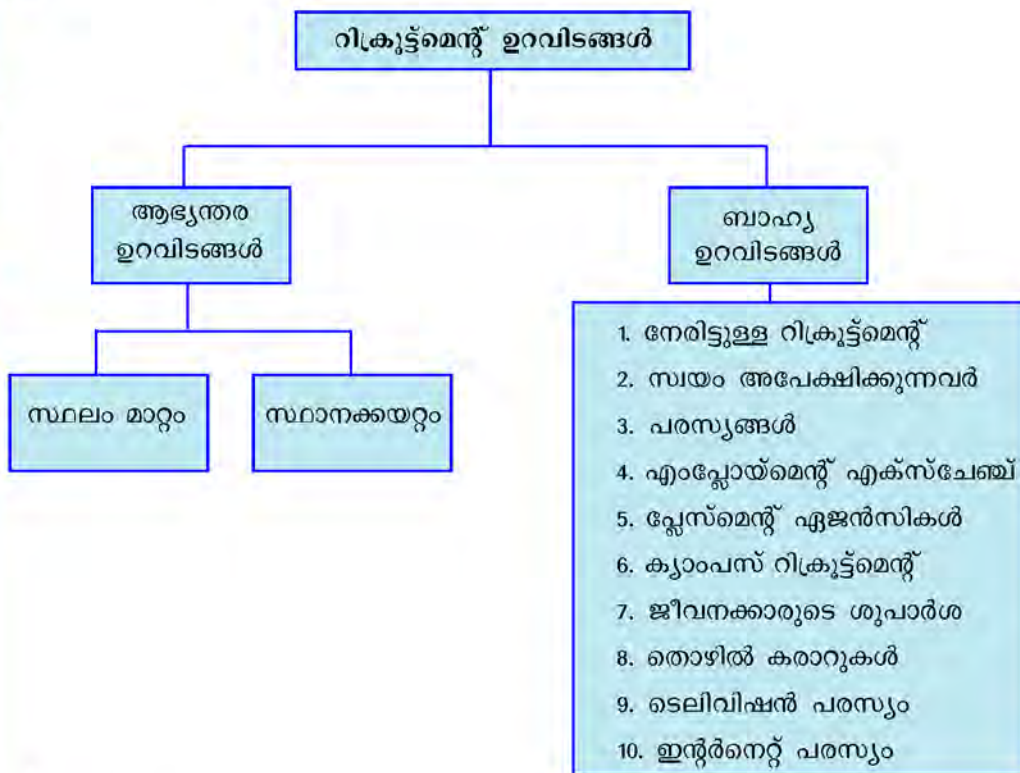 റിക്രൂട്ട്മെന്റ് ഉറവിടങ്ങൾ
ആഭ്യന്തര
ഉറവിടങ്ങൾ
ബാഹ്യ
ഉറവിടങ്ങൾ
സ്ഥലം മാറ്റം
സ്ഥാനക്കയറ്റം
1. നേരിട്ടുള്ള റിക്രൂട്ട്മെന്റ്
2. സ്വയം അപേക്ഷിക്കുന്നവർ
3. പരസ്യങ്ങൾ
4. എംപ്ലോയ്മെന്റ് എക്സ്ചേഞ്ച്
5. പ്ലേസ്മെന്റ് ഏജൻസികൾ
6. ക്യാംപസ് റിക്രൂട്ട്മെന്റ്
7. ജീവനക്കാരുടെ ശുപാർശ
8. തൊഴിൽ കരാറുകൾ
9. ടെലിവിഷൻ പരസ്യം
10. ഇന്റർനെറ്റ് പരസ്യം